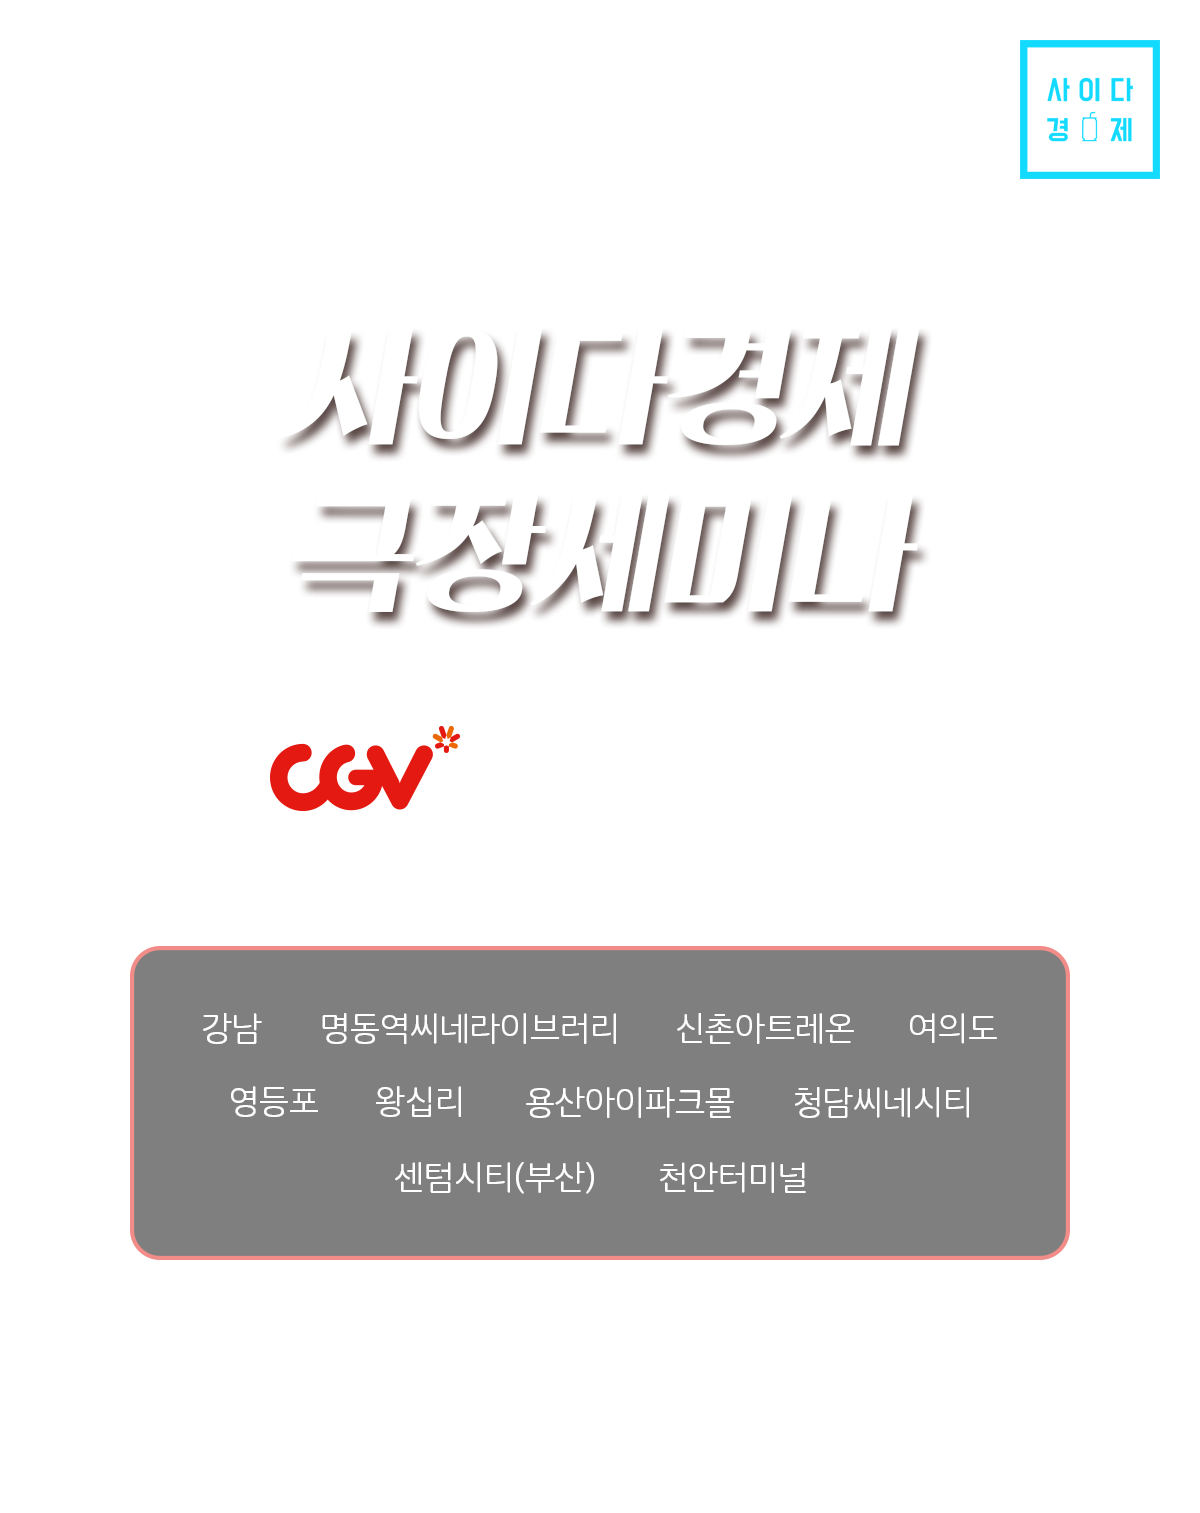 사이다
경제
사이다경제
극장세미나
CGV
강남 명동역씨네라이브러리 신촌아트레온 여의도
영등포 왕십리 용산아이파크몰 청담씨네시티
센텀시티(부산) 천안터미널